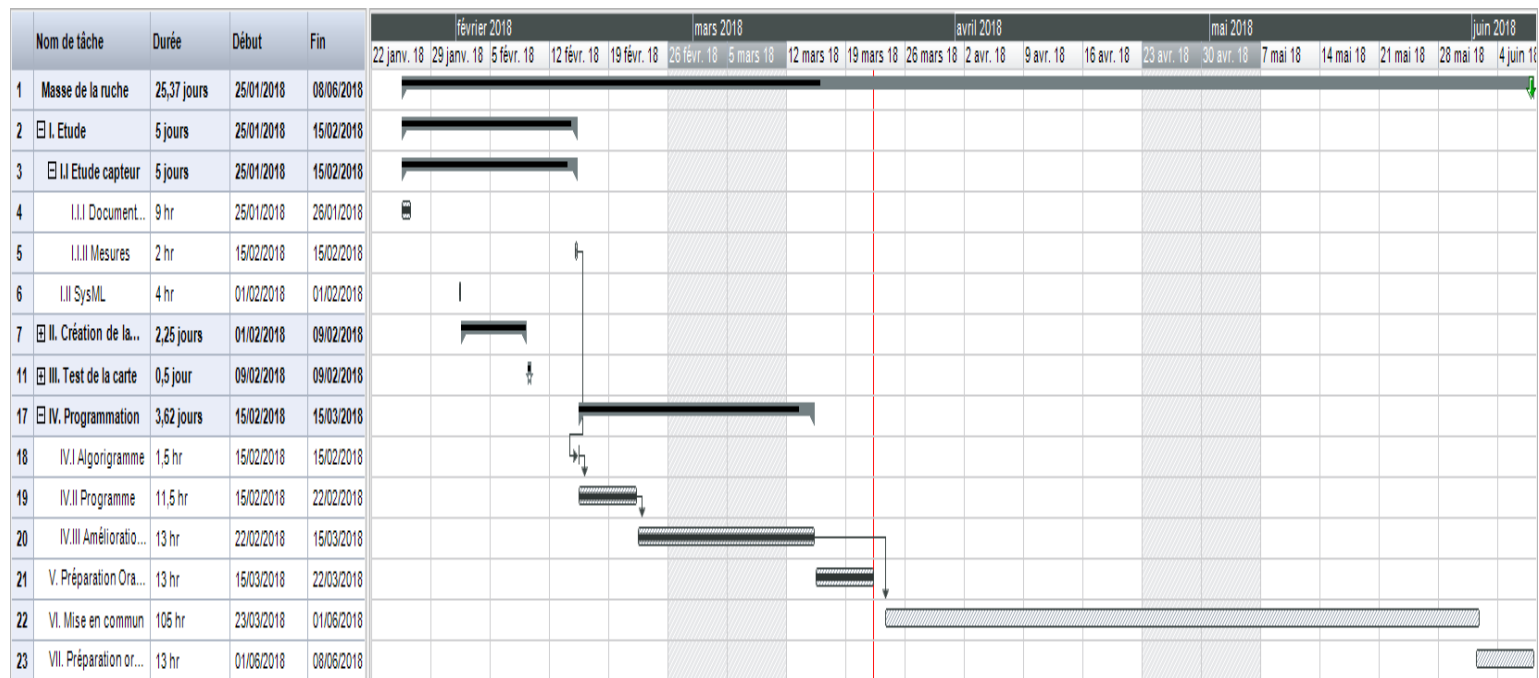 février 2018 mars 2018 avril 2018 mai 2018 juin 2018
Nom de tâche Durée Début Fin
22 janv. 18 29 janv. 18 5 févr. 18 12 févr. 18 19 févr. 18 26 févr. 18 5 mars 18 12 mars 18 19 mars 18 26 mars 18 2 avr. 18 9 avr. 18 16 avr. 18 23 avr. 18 30 avr. 18 7 mai 18 14 mai 18 21 mai 18 28 mai 18 4 juin 18
1 Masse de la ruche 25,37 jours 25/01/2018 08/06/2018
2 I. Etude 5 jours 25/01/2018 15/02/2018
3 I.I Etude capteur 5 jours 25/01/2018 15/02/2018
4 I.I.I Document... 9 hr 25/01/2018 26/01/2018
5 I.I.II Mesures 2 hr 15/02/2018 15/02/2018
6 I.II SysML 4 hr 01/02/2018 01/02/2018
7 II. Création de la... 2,25 jours 01/02/2018 09/02/2018
11 III. Test de la carte 0,5 jour 09/02/2018 09/02/2018
17 IV. Programmation 3,62 jours 15/02/2018 15/03/2018
18 IV.I Algorigramme 1,5 hr 15/02/2018 15/02/2018
19 IV.II Programme 11,5 hr 15/02/2018 22/02/2018
20 IV.III Amélioratio... 13 hr 22/02/2018 15/03/2018
21 V. Préparation Ora... 13 hr 15/03/2018 22/03/2018
22 VI. Mise en commun 105 hr 23/03/2018 01/06/2018
23 VII. Préparation or... 13 hr 01/06/2018 08/06/2018